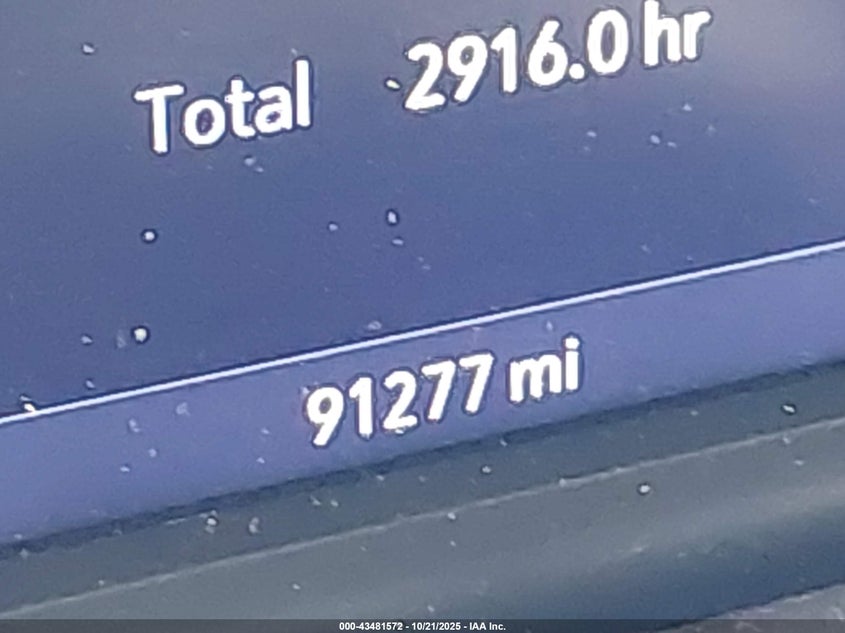 Total 2916.0 hr
91277 mi
000-43481572 - 10/21/2025 - IAA Inc.